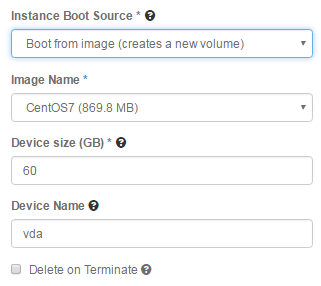 Instance Boot Source *
Boot from image (creates a new volume)
Image Name *
CentOS7 (869.8 MB)
Device size (GB) *
60
Device Name
vda
Delete on Terminate